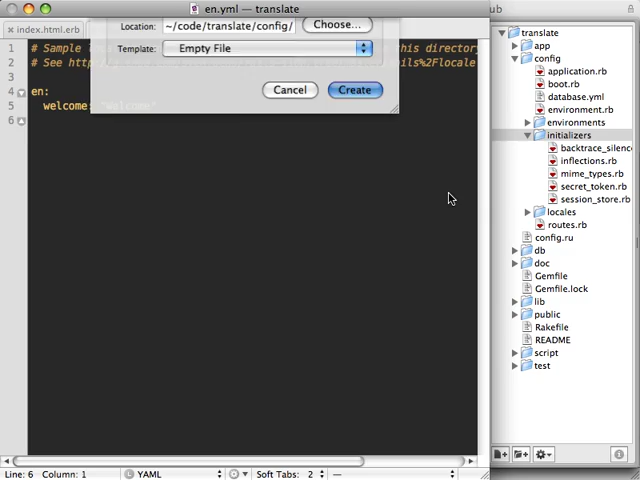 en.yml — translate
ub
index.html.erb
Location: ~/code/translate/config/
Choose...
Template: Empty File
Cancel
Create
1 # Sample l this directory
2 # See http ils%2Flocale
3
4 en:
5 welcome: "Welcome"
6
translate
app
config
application.rb
boot.rb
database.yml
environment.rb
environments
initializers
backtrace_silence
inflections.rb
mime_types.rb
secret_token.rb
session_store.rb
locales
routes.rb
config.ru
db
doc
Gemfile
Gemfile.lock
lib
public
Rakefile
README
script
test
Line: 6 Column: 1
YAML
Soft Tabs: 2
—